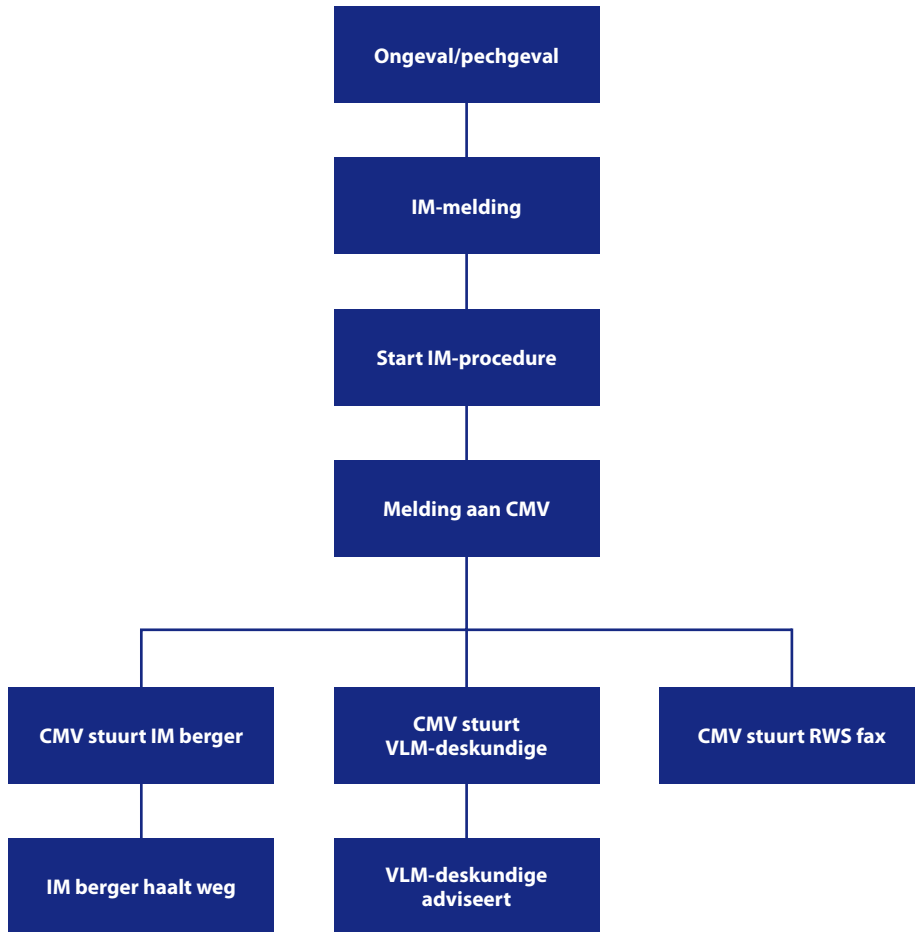 Ongeval/pechgeval
IM-melding
Start IM-procedure
Melding aan CMV
CMV stuurt IM berger
CMV stuurt
VLM-deskundige
CMV stuurt RWS fax
IM berger haalt weg
VLM-deskundige
adviseert